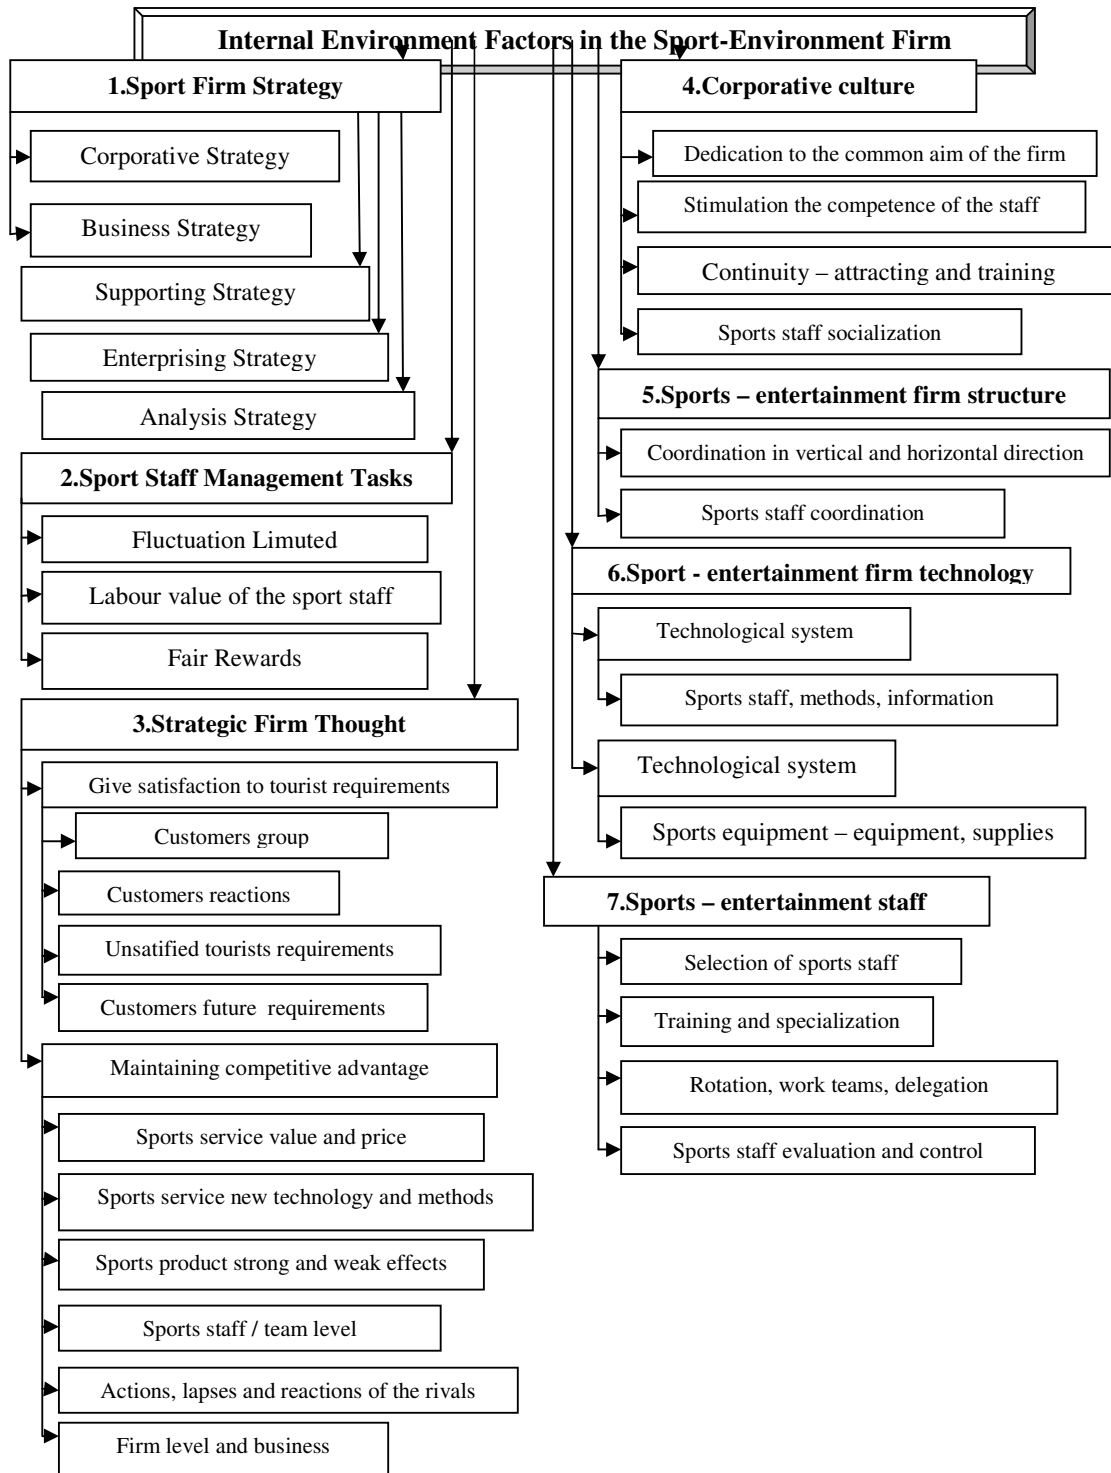 Internal Environment Factors in the Sport-Environment Firm
1.Sport Firm Strategy
Corporative Strategy
Business Strategy
Supporting Strategy
Enterprising Strategy
Analysis Strategy
2.Sport Staff Management Tasks
Fluctuation Limuted
Labour value of the sport staff
Fair Rewards
3.Strategic Firm Thought
Give satisfaction to tourist requirements
Customers group
Customers reactions
Unsatified tourists requirements
Customers future requirements
Maintaining competitive advantage
Sports service value and price
Sports service new technology and methods
Sports product strong and weak effects
Sports staff / team level
Actions, lapses and reactions of the rivals
Firm level and business
4.Corporative culture
Dedication to the common aim of the firm
Stimulation the competence of the staff
Continuity – attracting and training
Sports staff socialization
5.Sports – entertainment firm structure
Coordination in vertical and horizontal direction
Sports staff coordination
6.Sport - entertainment firm technology
Technological system
Sports staff, methods, information
Technological system
Sports equipment – equipment, supplies
7.Sports – entertainment staff
Selection of sports staff
Training and specialization
Rotation, work teams, delegation
Sports staff evaluation and control